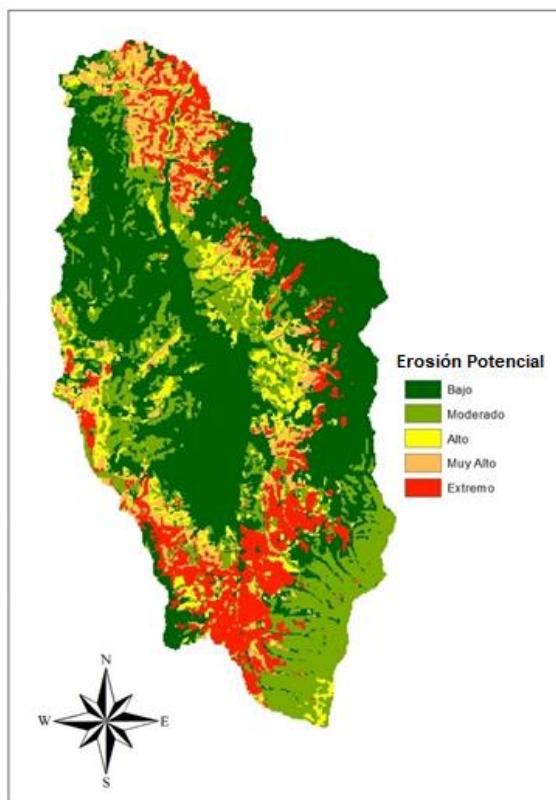 Erosión Potencial
Bajo
Moderado
Alto
Muy Alto
Extremo
N
W
E
S